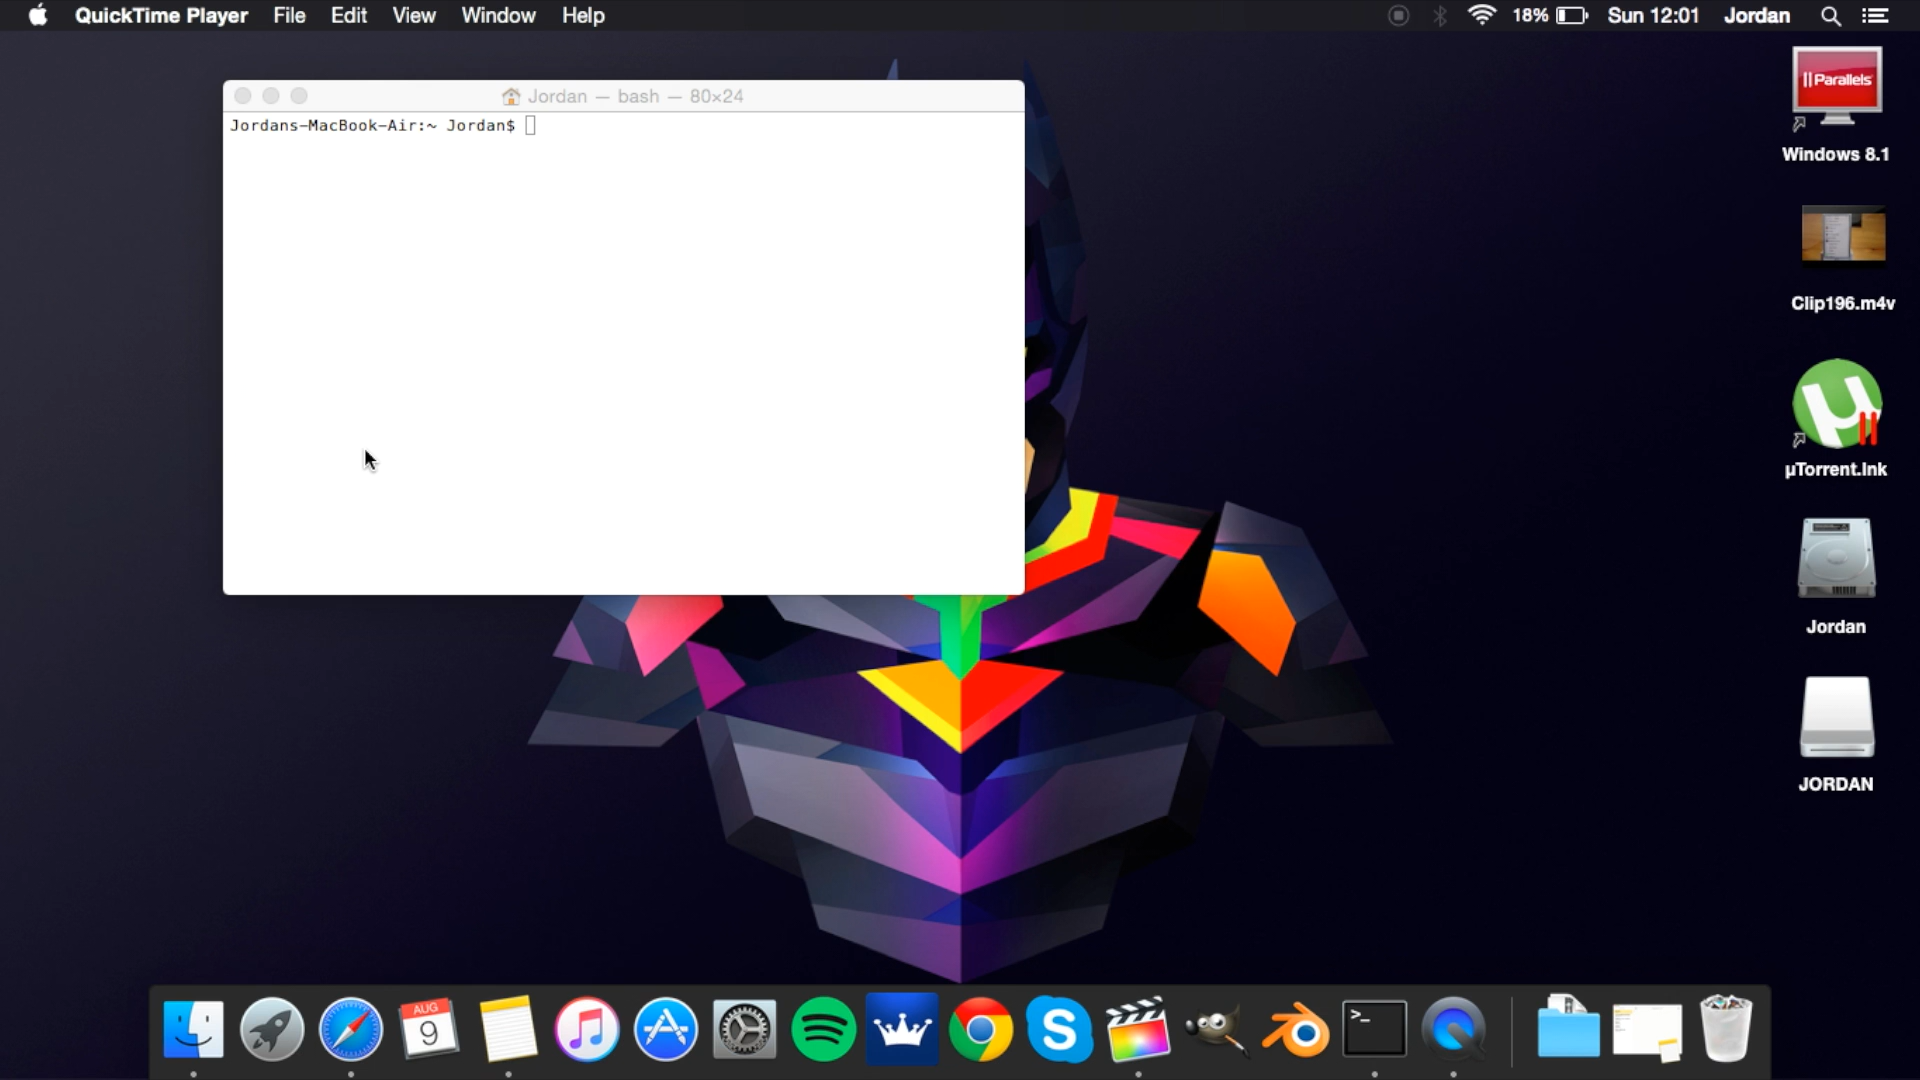 QuickTime Player File Edit View Window Help 18% Sun 12:01 Jordan
Jordan — bash — 80×24
Jordans-MacBook-Air:~ Jordan$
Parallels
Windows 8.1
Clip196.m4v
µTorrent.lnk
Jordan
JORDAN
AUG
9
>_